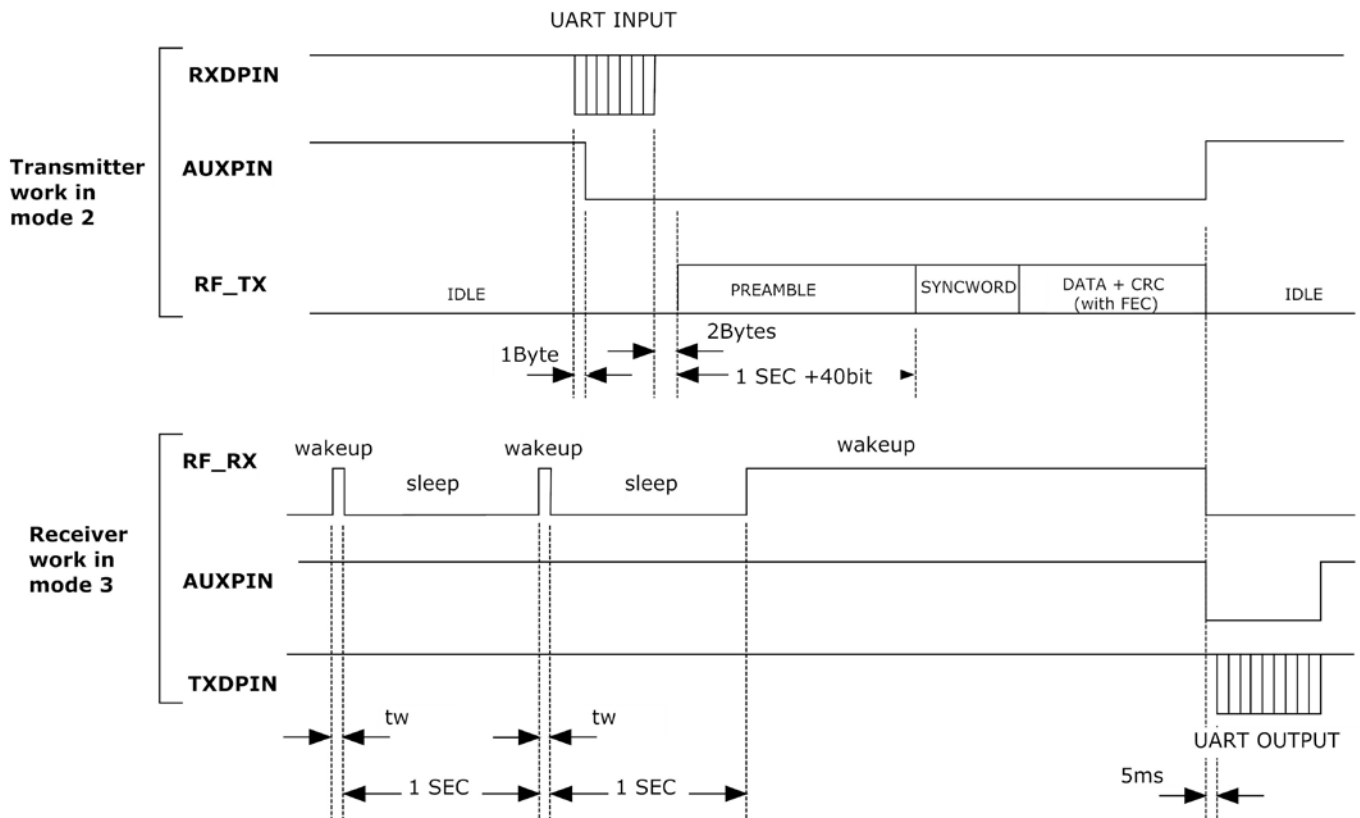 UART INPUT
RXDPIN
AUXPIN
Transmitter
work in
mode 2
RF_TX
IDLE
PREAMBLE
SYNCWORD
DATA + CRC
(with FEC)
IDLE
1Byte
2Bytes
1 SEC +40bit
RF_RX
wakeup
sleep
wakeup
sleep
wakeup
Receiver
work in
mode 3
AUXPIN
TXDPIN
tw
tw
UART OUTPUT
1 SEC
1 SEC
5ms